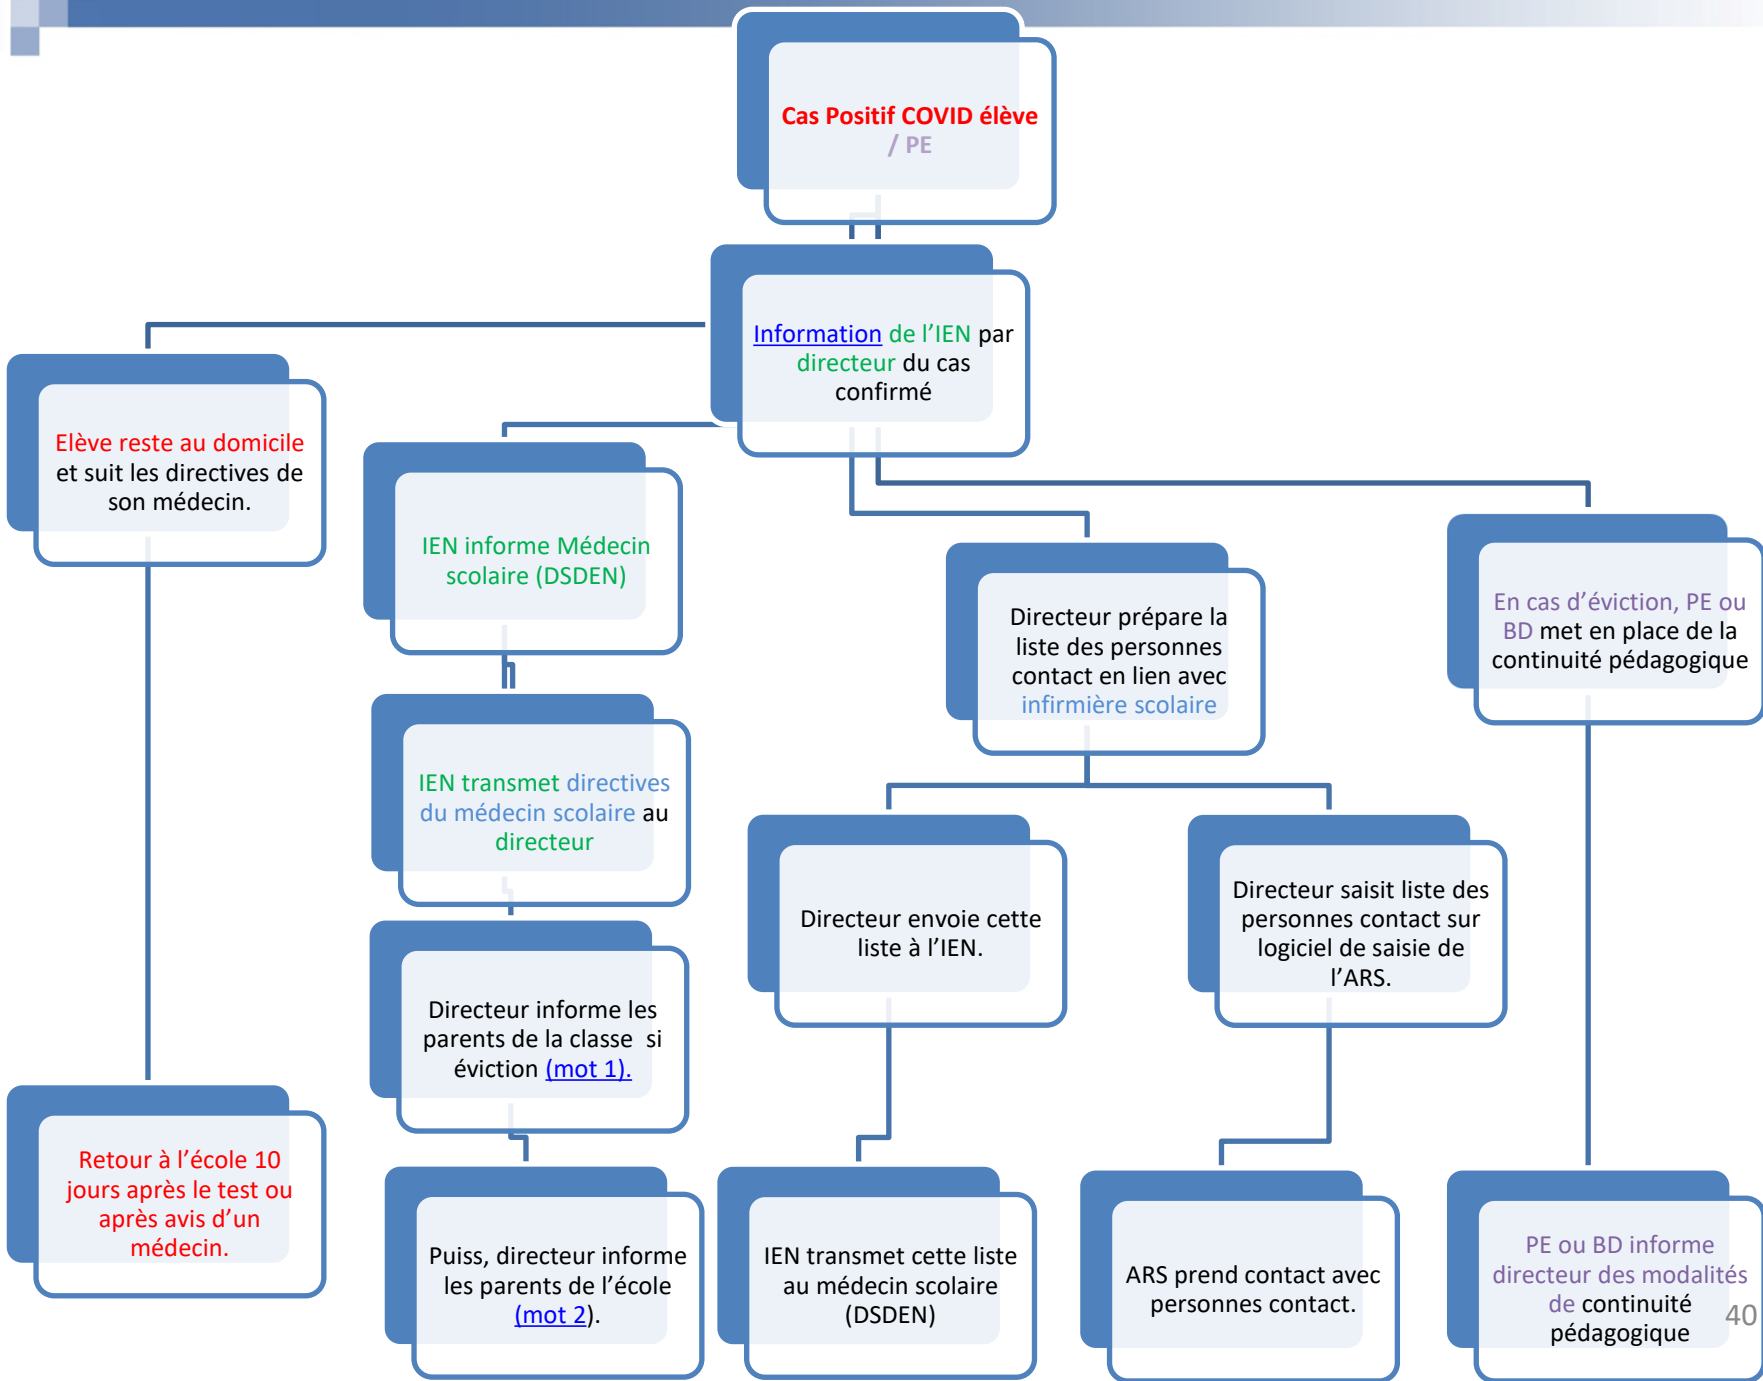 Cas Positif COVID élève
/ PE
Information de l’IEN par
directeur du cas
confirmé
Elève reste au domicile
et suit les directives de
son médecin.
Retour à l’école 10
jours après le test ou
après avis d’un
médecin.
IEN informe Médecin
scolaire (DSDEN)
IEN transmet directives
du médecin scolaire au
directeur
Directeur informe les
parents de la classe  si
éviction (mot 1).
Puiss, directeur informe
les parents de l’école
(mot 2).
Directeur prépare la
liste des personnes
contact en lien avec
infirmière scolaire
Directeur envoie cette
liste à l’IEN.
IEN transmet cette liste
au médecin scolaire
(DSDEN)
Directeur saisit liste des
personnes contact sur
logiciel de saisie de
l’ARS.
ARS prend contact avec
personnes contact.
En cas d’éviction, PE ou
BD met en place de la
continuité pédagogique
PE ou BD informe
directeur des modalités
de continuité
pédagogique
40